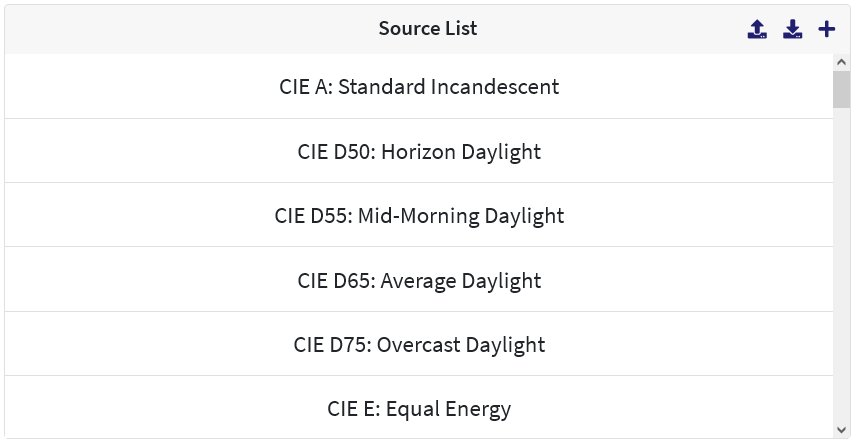 Source List
CIE A: Standard Incandescent
CIE D50: Horizon Daylight
CIE D55: Mid-Morning Daylight
CIE D65: Average Daylight
CIE D75: Overcast Daylight
CIE E: Equal Energy